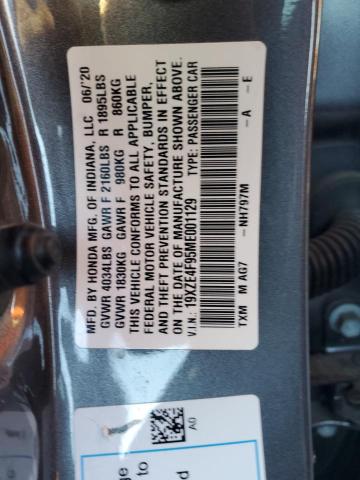 MFD. BY HONDA MFG. OF INDIANA, LLC 06/'20
GVWR 4034LBS GAWR F 2160LBS R 1895LBS
GVWR 1830KG GAWR F 980KG R 860KG
THIS VEHICLE CONFORMS TO ALL APPLICABLE
FEDERAL MOTOR VEHICLE SAFETY, BUMPER,
AND THEFT PREVENTION STANDARDS IN EFFECT
ON THE DATE OF MANUFACTURE SHOWN ABOVE.
V.I.N.: 19XZE4F95ME001129 TYPE: PASSENGER CAR
TXM M AG7 - NH797M - A - E
A0
to